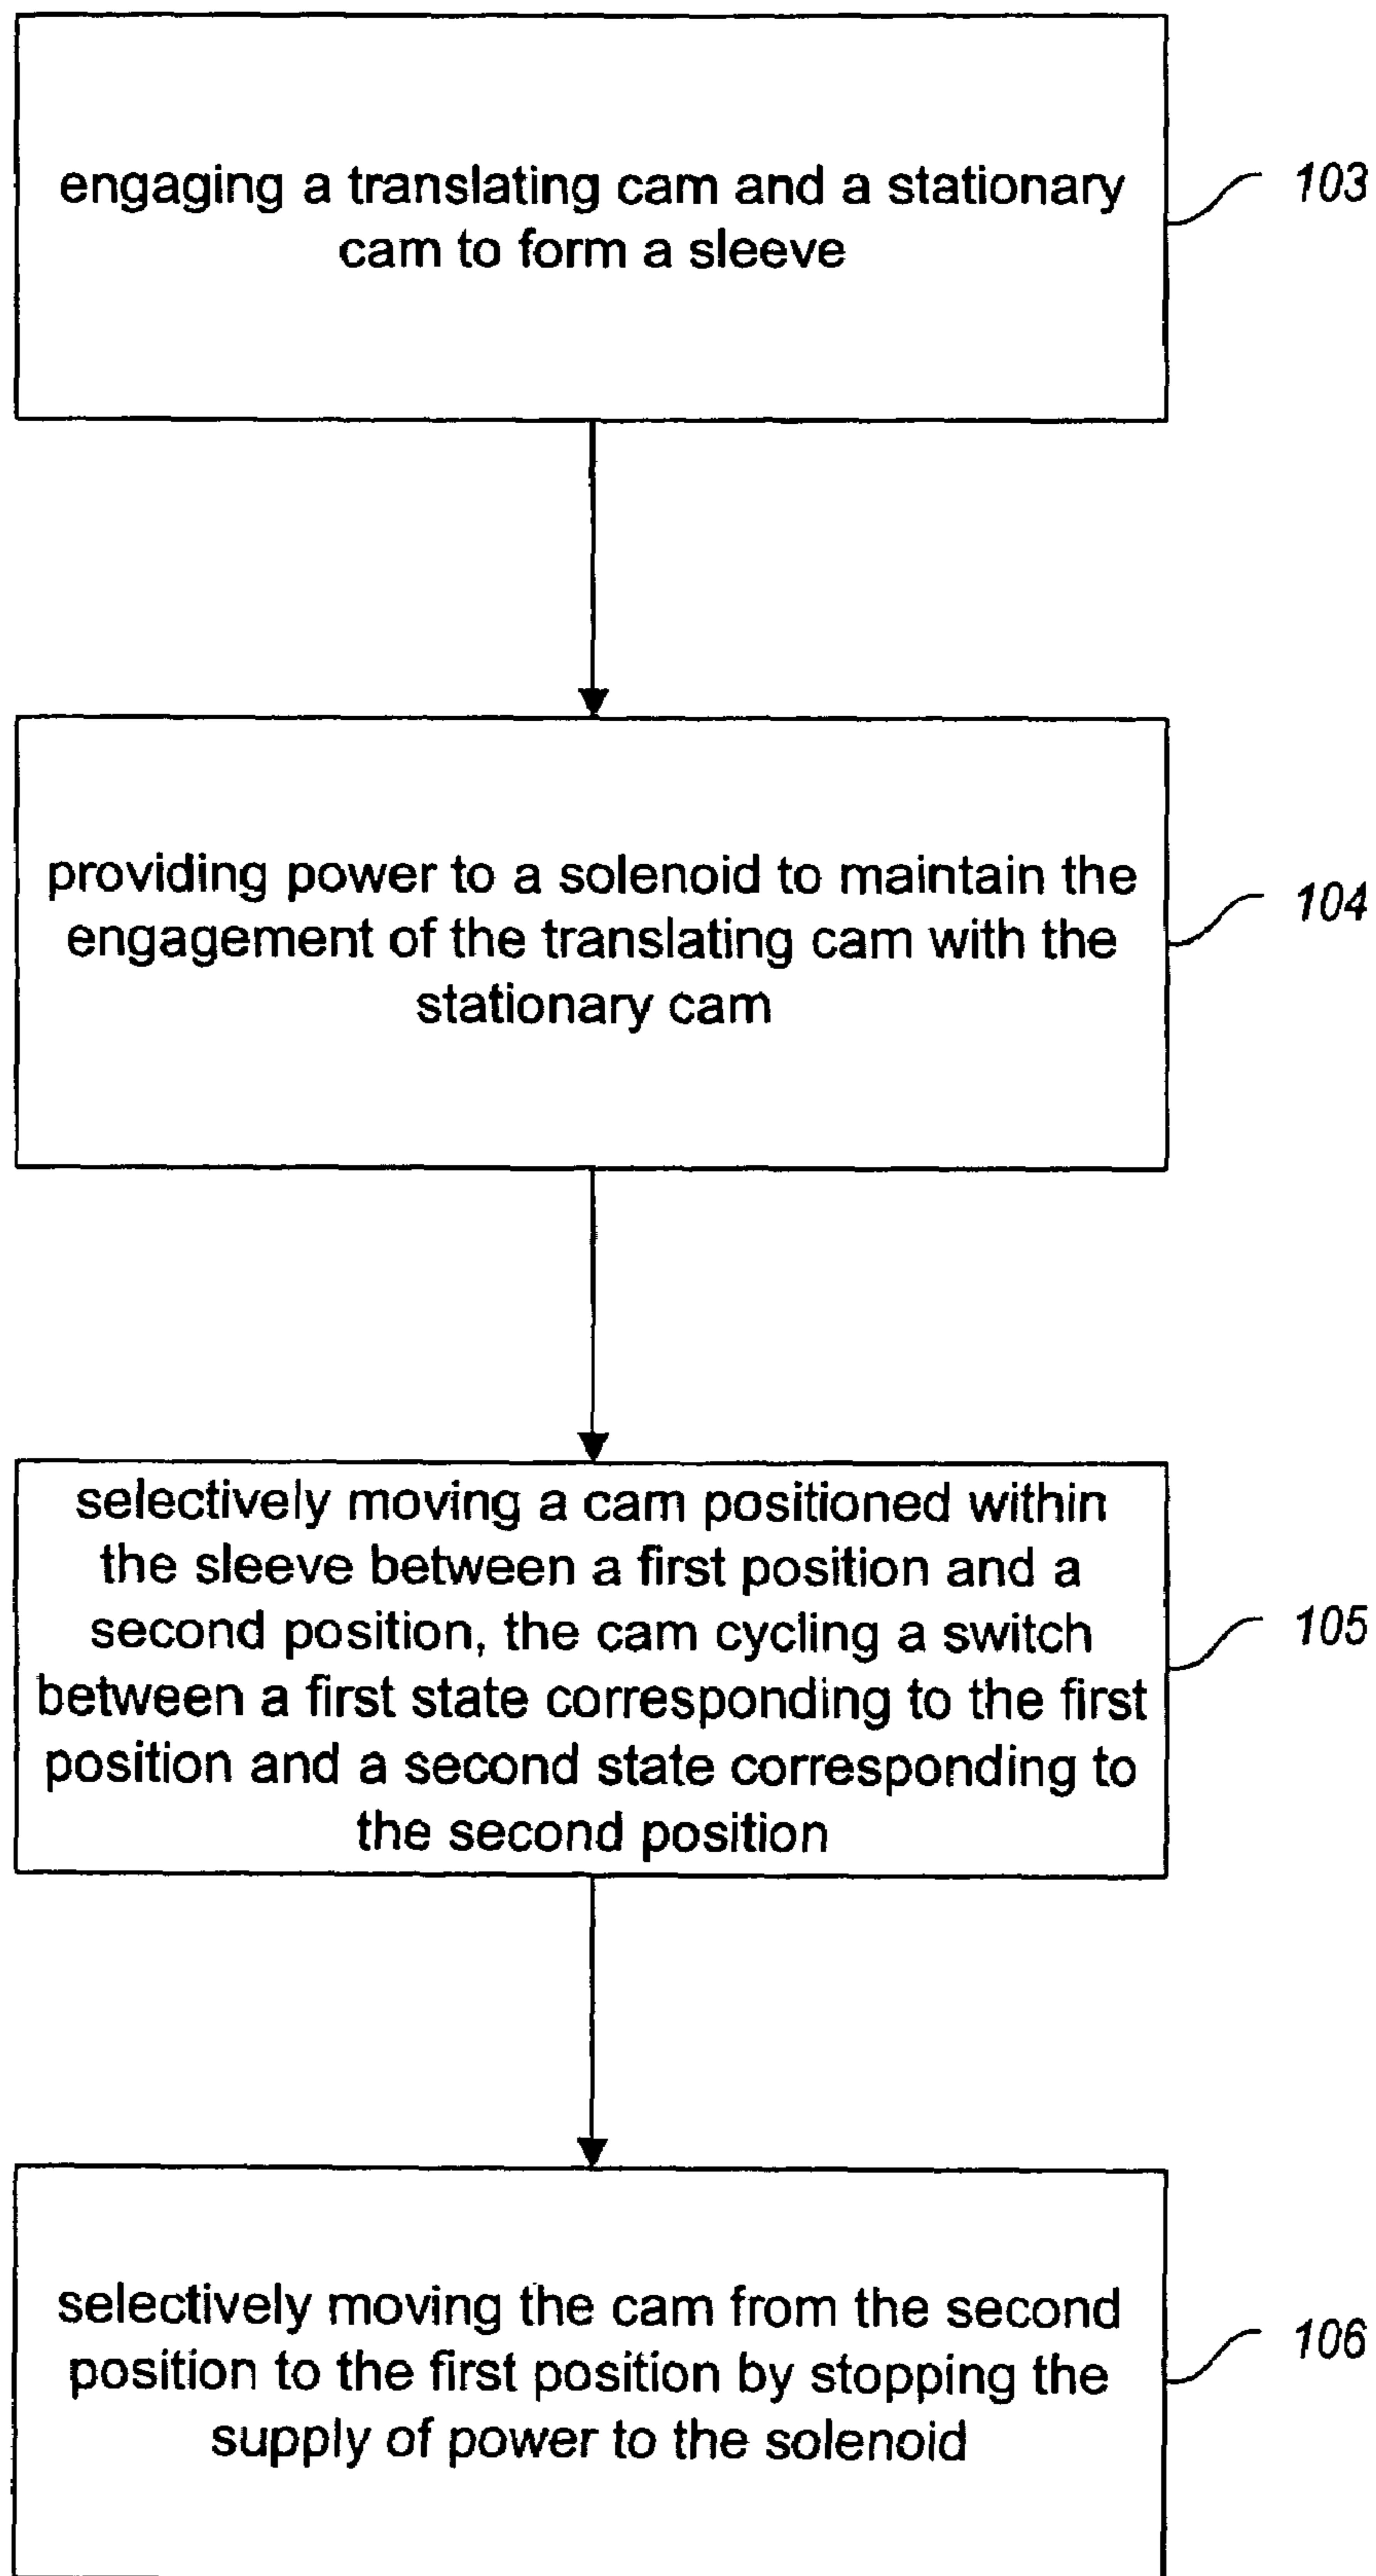 engaging a translating cam and a stationary
cam to form a sleeve
103
providing power to a solenoid to maintain the
engagement of the translating cam with the
stationary cam
104
selectively moving a cam positioned within
the sleeve between a first position and a
second position, the cam cycling a switch
between a first state corresponding to the first
position and a second state corresponding to
the second position
105
selectively moving the cam from the second
position to the first position by stopping the
supply of power to the solenoid
106